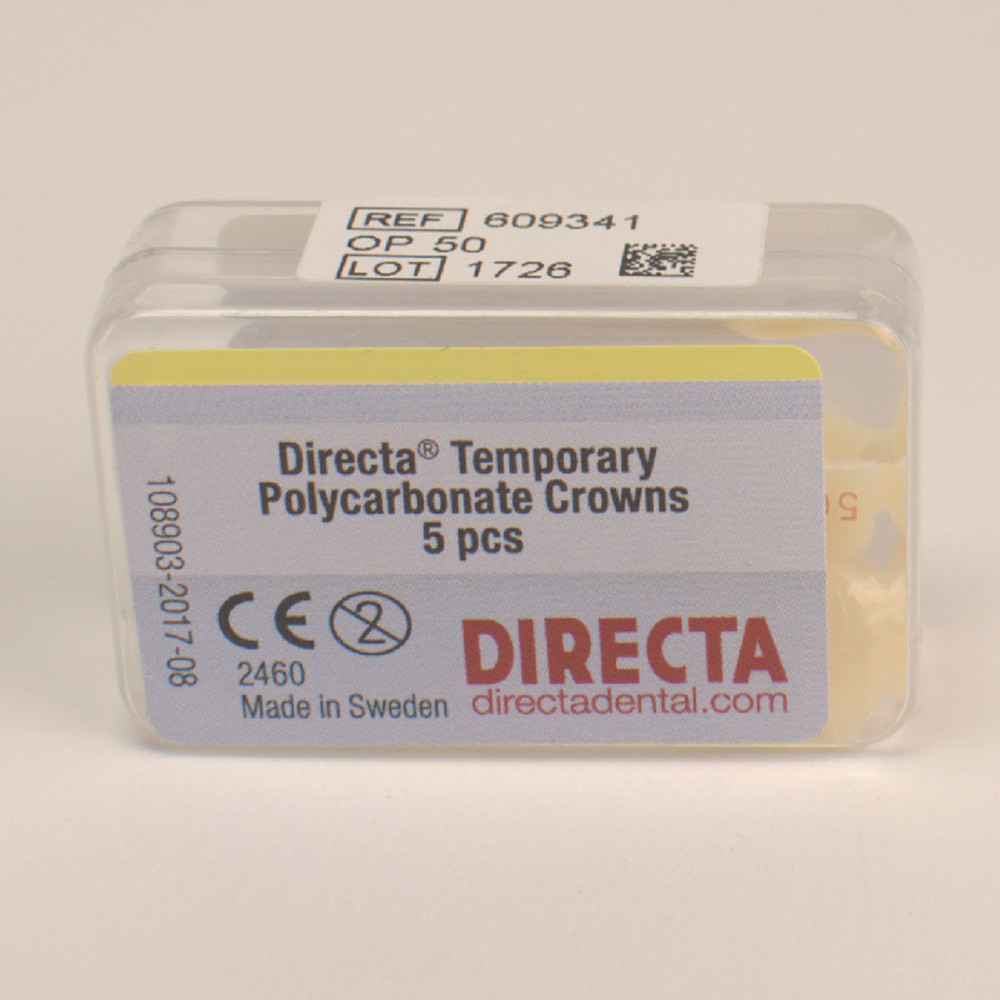 REF 609341
OP 50
LOT 1726
Directa® Temporary
Polycarbonate Crowns
5 pcs
108903-2017-08
CE 2
2460
Made in Sweden
DIRECTA
directadental.com